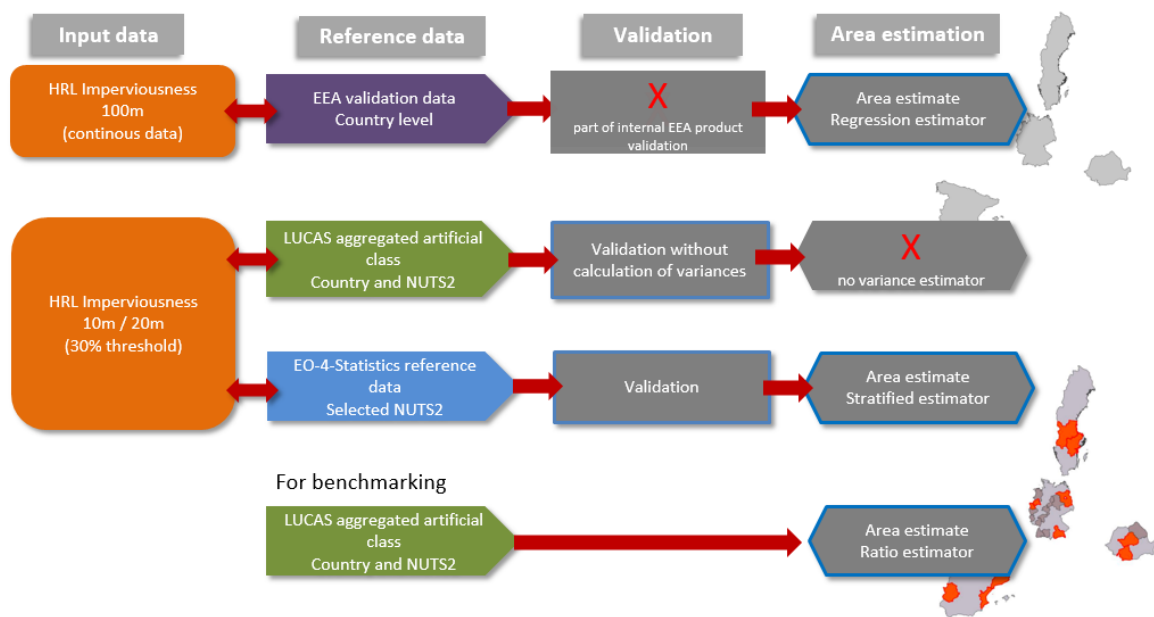 Input data
Reference data
Validation
Area estimation
HRL Imperviousness
100m
(continous data)
EEA validation data
Country level
X
part of internal EEA product
validation
Area estimate
Regression estimator
HRL Imperviousness
10m / 20m
(30% threshold)
LUCAS aggregated artificial
class
Country and NUTS2
Validation without
calculation of variances
X
no variance estimator
EO-4-Statistics reference
data
Selected NUTS2
Validation
Area estimate
Stratified estimator
For benchmarking
LUCAS aggregated artificial
class
Country and NUTS2
Area estimate
Ratio estimator